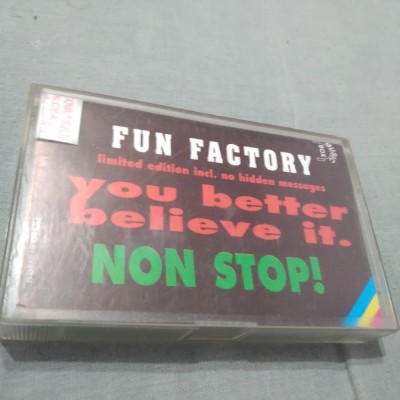 FUN FACTORY
limited edition incl. no hidden messages
you better
believe it.
NON STOP!